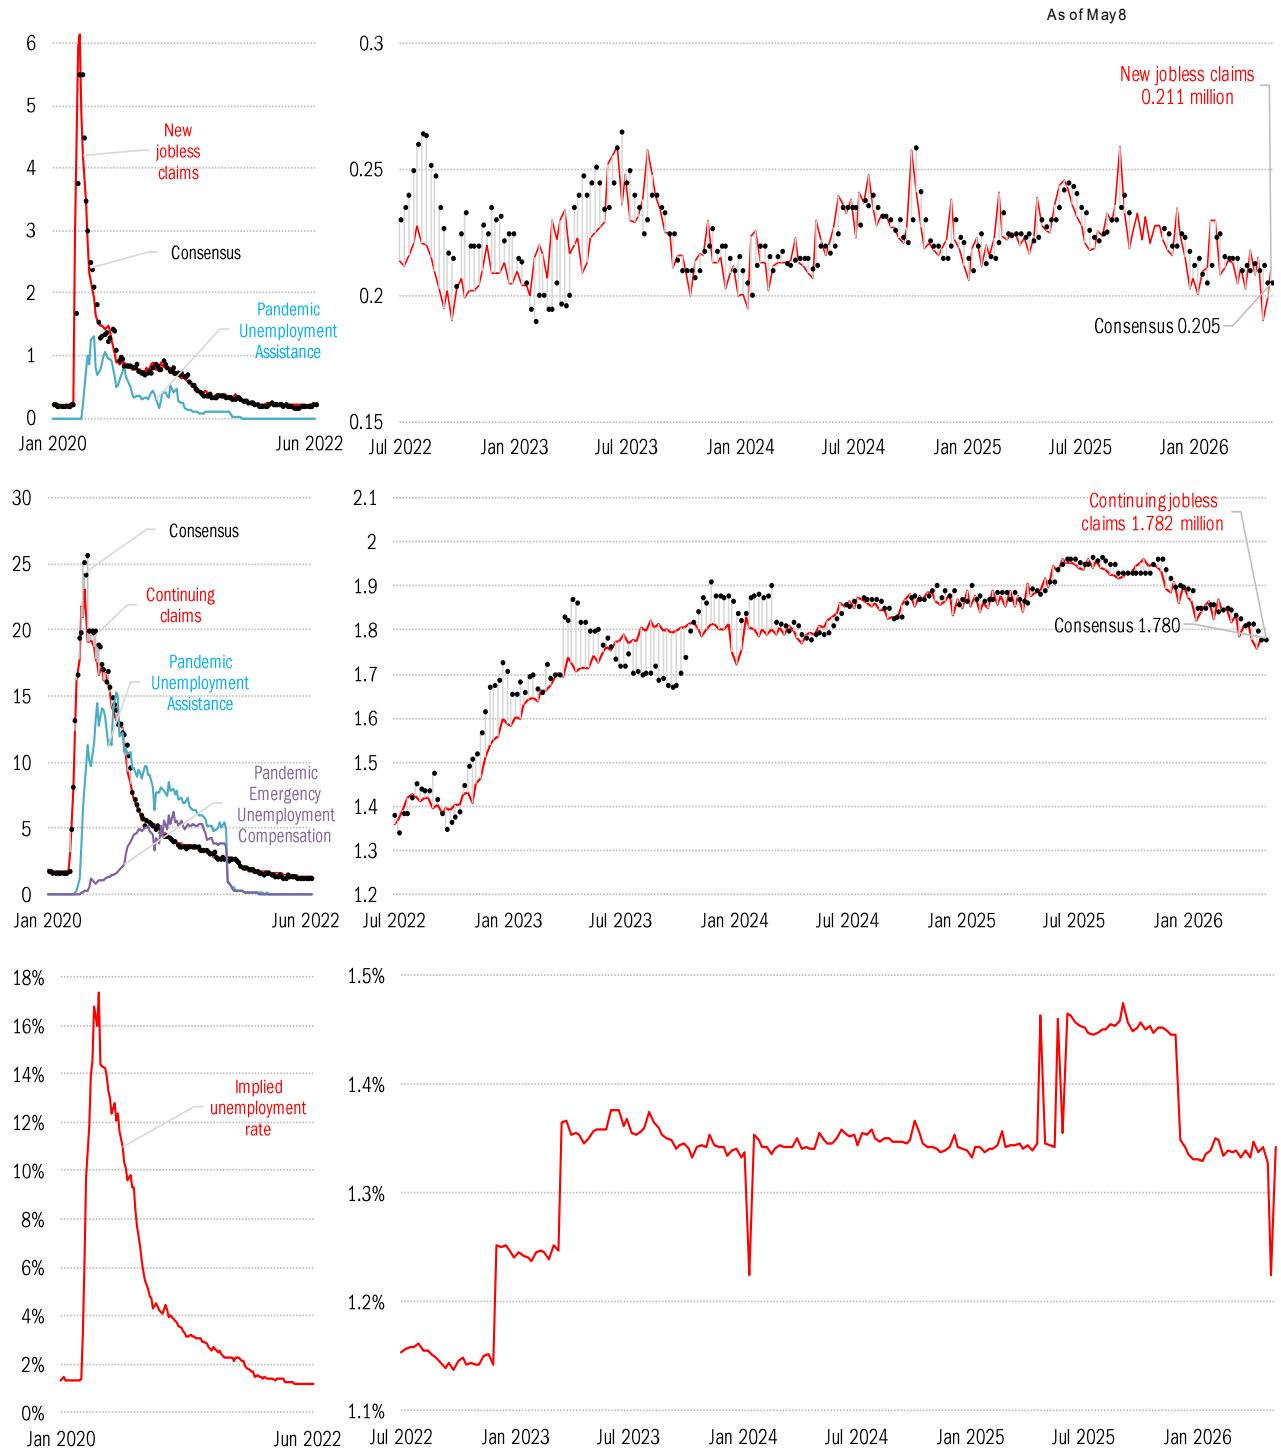 As of May 8
6
5
4
3
2
1
0
Jan 2020
Jun 2022
New
jobless
claims
Consensus
Pandemic
Unemployment
Assistance
0.3
0.25
0.2
0.15
Jul 2022
Jan 2023
Jul 2023
Jan 2024
Jul 2024
Jan 2025
Jul 2025
Jan 2026
New jobless claims
0.211 million
Consensus 0.205
30
25
20
15
10
5
0
Jan 2020
Jun 2022
Consensus
Continuing
claims
Pandemic
Unemployment
Assistance
Pandemic
Emergency
Unemployment
Compensation
2.1
2
1.9
1.8
1.7
1.6
1.5
1.4
1.3
1.2
Jul 2022
Jan 2023
Jul 2023
Jan 2024
Jul 2024
Jan 2025
Jul 2025
Jan 2026
Continuing jobless
claims 1.782 million
Consensus 1.780
18%
16%
14%
12%
10%
8%
6%
4%
2%
0%
Jan 2020
Jun 2022
Implied
unemployment
rate
1.5%
1.4%
1.3%
1.2%
1.1%
Jul 2022
Jan 2023
Jul 2023
Jan 2024
Jul 2024
Jan 2025
Jul 2025
Jan 2026